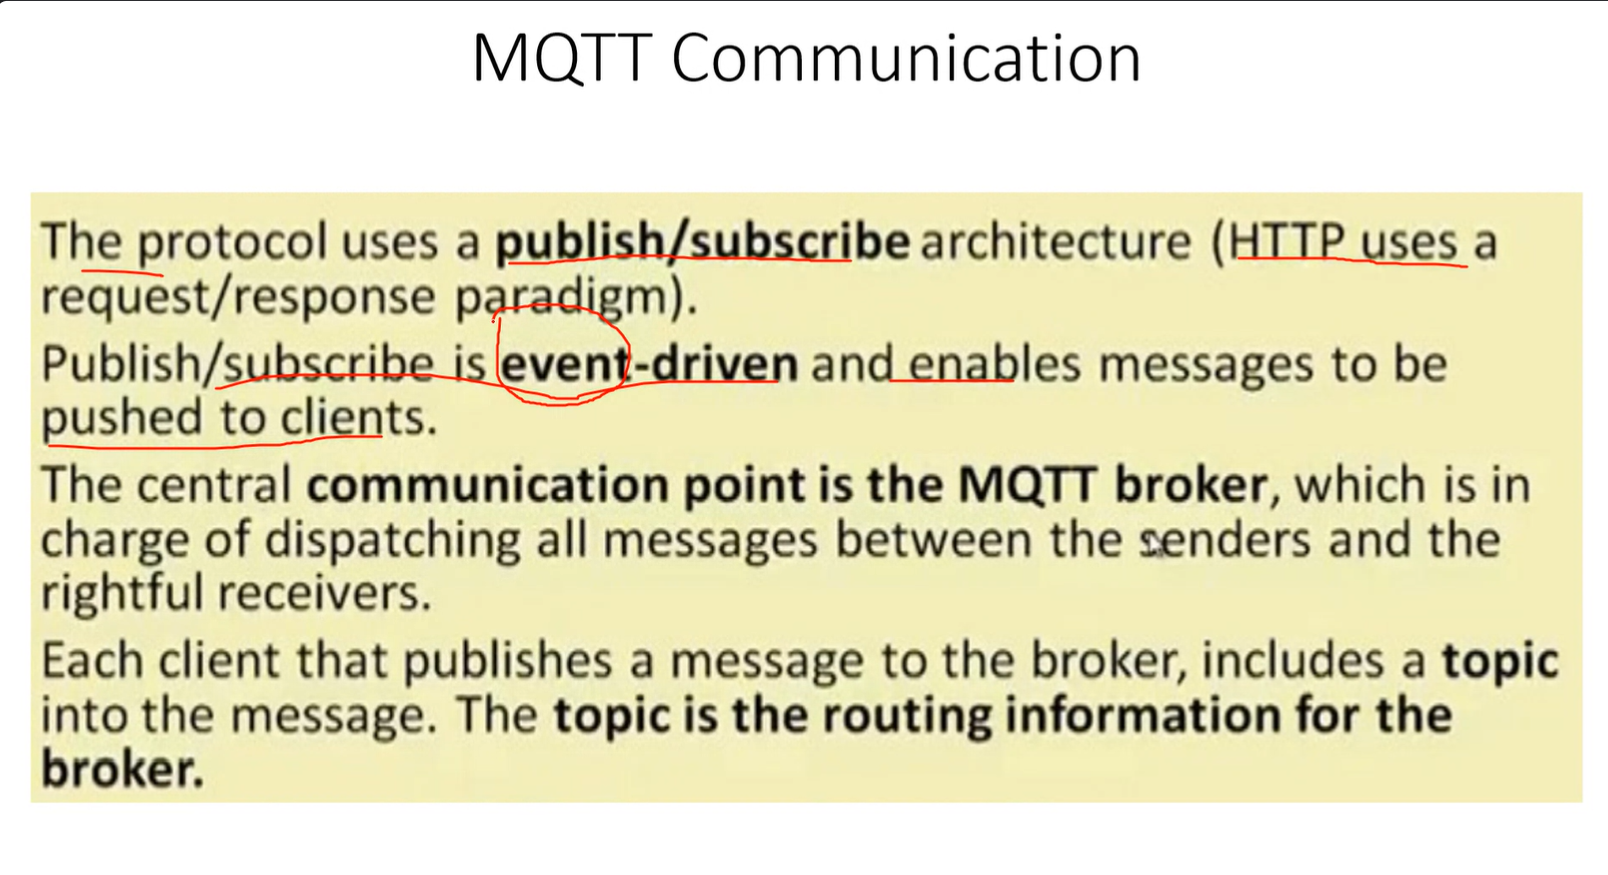 MQTT Communication
The protocol uses a publish/subscribe architecture (HTTP uses a
request/response paradigm).
Publish/subscribe is event-driven and enables messages to be
pushed to clients.
The central communication point is the MQTT broker, which is in
charge of dispatching all messages between the senders and the
rightful receivers.
Each client that publishes a message to the broker, includes a topic
into the message. The topic is the routing information for the
broker.